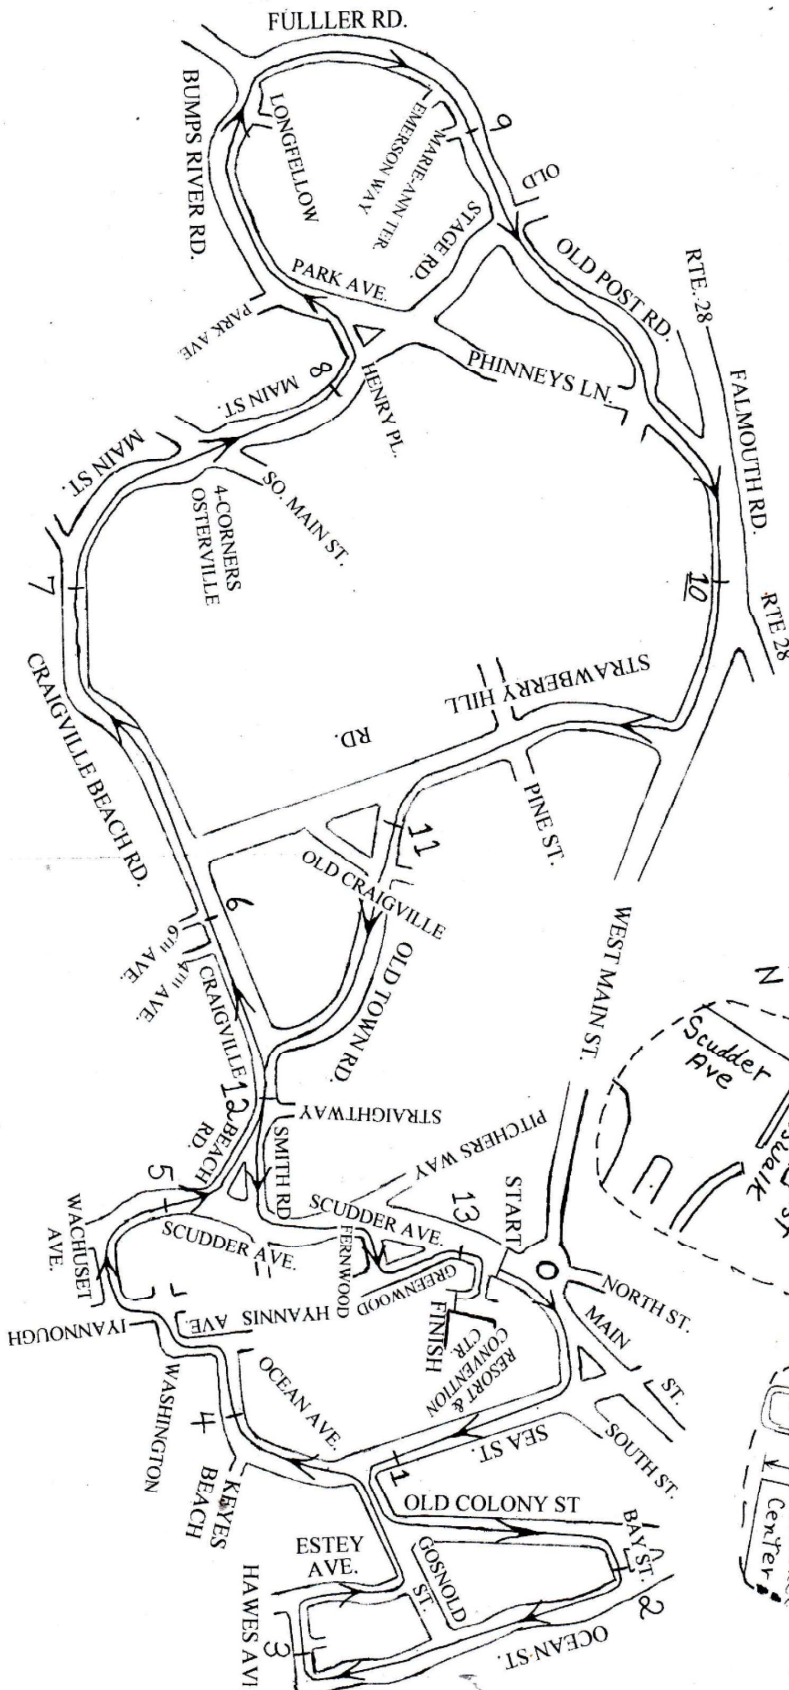 FULLLER RD.
BUMPS RIVER RD.
LONGFELLOW
EMERSON WAY
MARIE-ANN TER.
9
OLD
STAGE RD.
OLD POST RD.
RTE. 28
FALMOUTH RD.
RTE 28
PARK AVE.
PARK AVE.
PHINNEYS LN.
HENRY PL.
8
MAIN ST.
MAIN ST.
SO. MAIN ST.
4-CORNERS
OSTERVILLE
7
10
STRAWBERRY HILL
RD.
PINE ST.
CRAIGVILLE BEACH RD.
11
OLD CRAIGVILLE
6
6TH AVE.
4TH AVE.
OLD TOWN RD.
WEST MAIN ST.
N
Scudder
Ave
walk
St
CRAIGVILLE
BEACH
RD.
12
STRAIGHTWAY
SMITH RD
PITCHERS WAY
START
13
SCUDDER AVE.
5
SCUDDER AVE.
WACHUSET
AVE.
FERNWOOD
GREENWOOD
FINISH
RESORT &
CONVENTION
CTR.
NORTH ST.
MAIN
ST.
SOUTH ST.
IYANNOUGH
HYANNIS AVE
WASHINGTON
4
OCEAN AVE.
KEYES
BEACH
SEA ST.
1
OLD COLONY ST
BAY ST.
2
ESTEY
AVE.
GOSNOLD
ST.
HAWES AVE
3
OCEAN ST.
Center